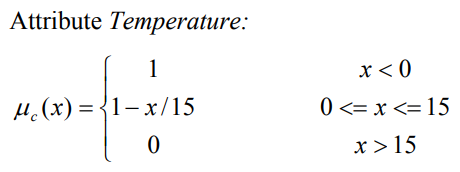 Attribute Temperature:
1 x < 0
μc(x) = { 1 − x/15 0 <= x <= 15
0 x > 15